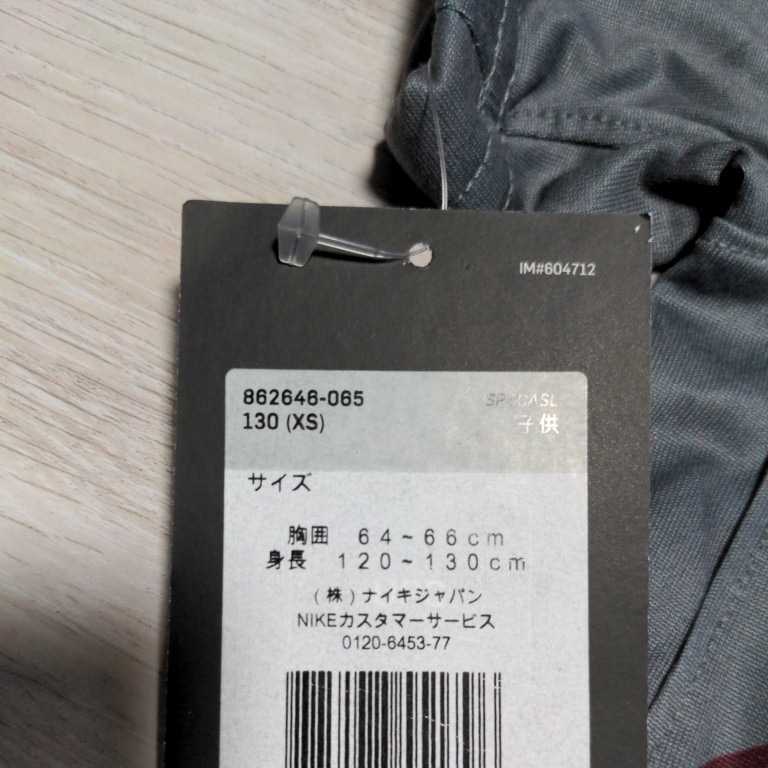 IM#604712
862646-065
130 (XS)
子供
サイズ
胸囲 64~66cm
身長 120~130cm
(株)ナイキジャパン
NIKEカスタマーサービス
0120-6453-77